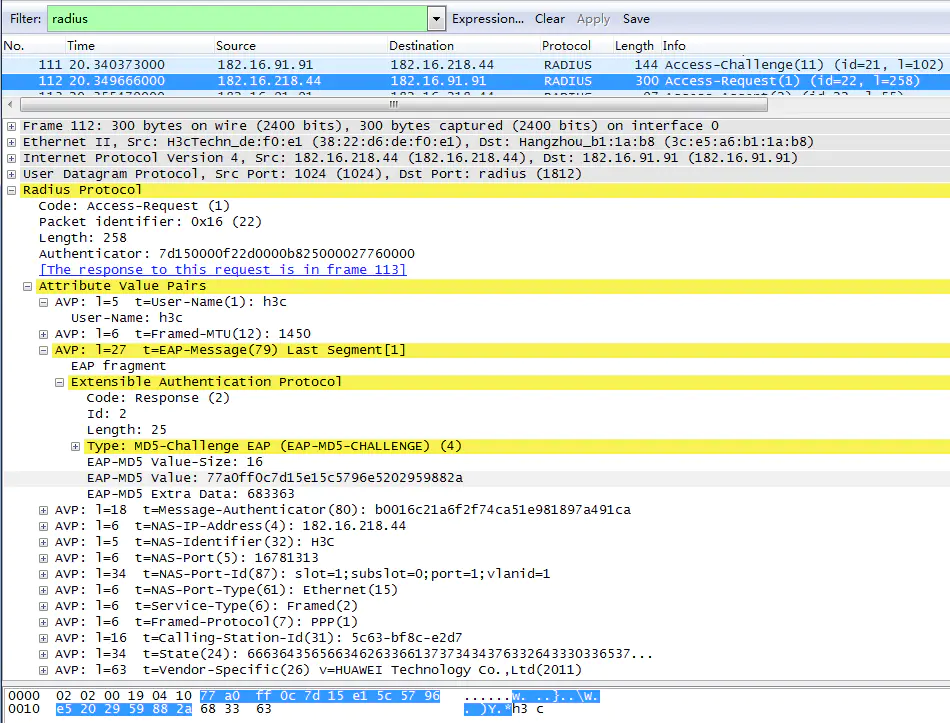 Filter: radius Expression... Clear Apply Save
No. Time Source Destination Protocol Length Info
111 20.340373000 182.16.91.91 182.16.218.44 RADIUS 144 Access-Challenge(11) (id=21, l=102)
112 20.349666000 182.16.218.44 182.16.91.91 RADIUS 300 Access-Request(1) (id=22, l=258)
Frame 112: 300 bytes on wire (2400 bits), 300 bytes captured (2400 bits) on interface 0
Ethernet II, Src: H3cTechn_de:f0:e1 (38:22:d6:de:f0:e1), Dst: Hangzhou_b1:1a:b8 (3c:e5:a6:b1:1a:b8)
Internet Protocol Version 4, Src: 182.16.218.44 (182.16.218.44), Dst: 182.16.91.91 (182.16.91.91)
User Datagram Protocol, Src Port: 1024 (1024), Dst Port: radius (1812)
Radius Protocol
Code: Access-Request (1)
Packet identifier: 0x16 (22)
Length: 258
Authenticator: 7d150000f22d0000b825000027760000
[The response to this request is in frame 113]
Attribute Value Pairs
AVP: l=5 t=User-Name(1): h3c
User-Name: h3c
AVP: l=6 t=Framed-MTU(12): 1450
AVP: l=27 t=EAP-Message(79) Last Segment[1]
EAP fragment
Extensible Authentication Protocol
Code: Response (2)
Id: 2
Length: 25
Type: MD5-Challenge EAP (EAP-MD5-CHALLENGE) (4)
EAP-MD5 Value-Size: 16
EAP-MD5 Value: 77a0ff0c7d15e15c5796e5202959882a
EAP-MD5 Extra Data: 683363
AVP: l=18 t=Message-Authenticator(80): b0016c21a6f2f74ca51e981897a491ca
AVP: l=6 t=NAS-IP-Address(4): 182.16.218.44
AVP: l=5 t=NAS-Identifier(32): H3C
AVP: l=6 t=NAS-Port(5): 16781313
AVP: l=34 t=NAS-Port-Id(87): slot=1;subslot=0;port=1;vlanid=1
AVP: l=6 t=NAS-Port-Type(61): Ethernet(15)
AVP: l=6 t=Service-Type(6): Framed(2)
AVP: l=6 t=Framed-Protocol(7): PPP(1)
AVP: l=16 t=Calling-Station-Id(31): 5c63-bf8c-e2d7
AVP: l=34 t=State(24): 66636435656634626336613737343437633264333033 6537...
AVP: l=63 t=Vendor-Specific(26) v=HUAWEI Technology Co.,Ltd(2011)
0000 02 02 00 19 04 10 77 a0 ff 0c 7d 15 e1 5c 57 96 ......w. ..}..\W.
0010 e5 20 29 59 88 2a 68 33 63 . )Y.*h3 c